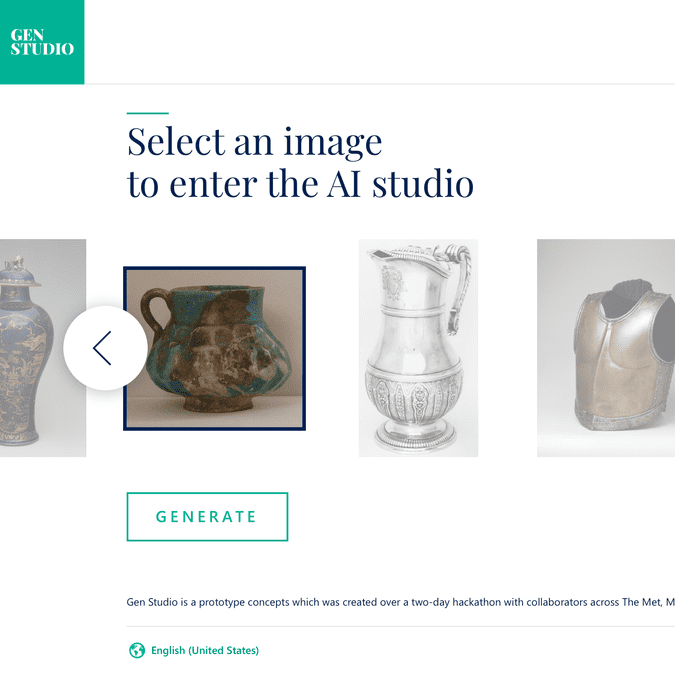 GEN
STUDIO
Select an image
to enter the AI studio
GENERATE
Gen Studio is a prototype concepts which was created over a two-day hackathon with collaborators across The Met, M
English (United States)